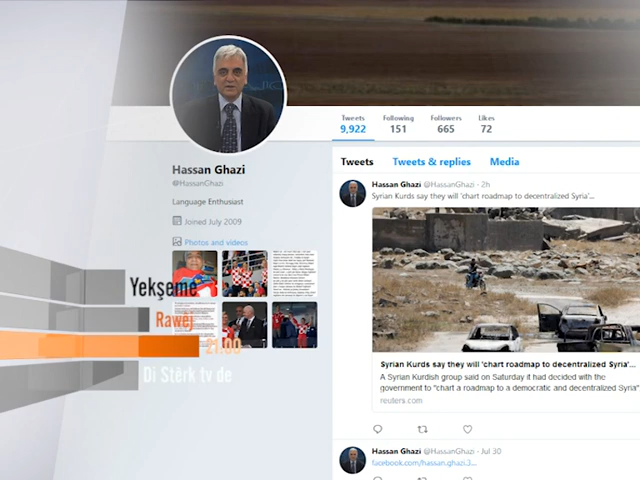 Tweets Following Followers Likes
9,922 151 665 72
Hassan Ghazi
@HassanGhazi
Language Enthusiast
Joined July 2009
Photos and videos
Tweets Tweets & replies Media
Hassan Ghazi @HassanGhazi · 2h
Syrian Kurds say they will 'chart roadmap to decentralized Syria'...
Syrian Kurds say they will 'chart roadmap to decentralized Syria'...
A Syrian Kurdish group said on Saturday it had decided with the
government to "chart a roadmap to a democratic and decentralized Syria"
reuters.com
Hassan Ghazi @HassanGhazi · Jul 30
facebook.com/hassan.ghazi.3...
Yekşeme
Rawej
21.00
Di Stêrk tv de